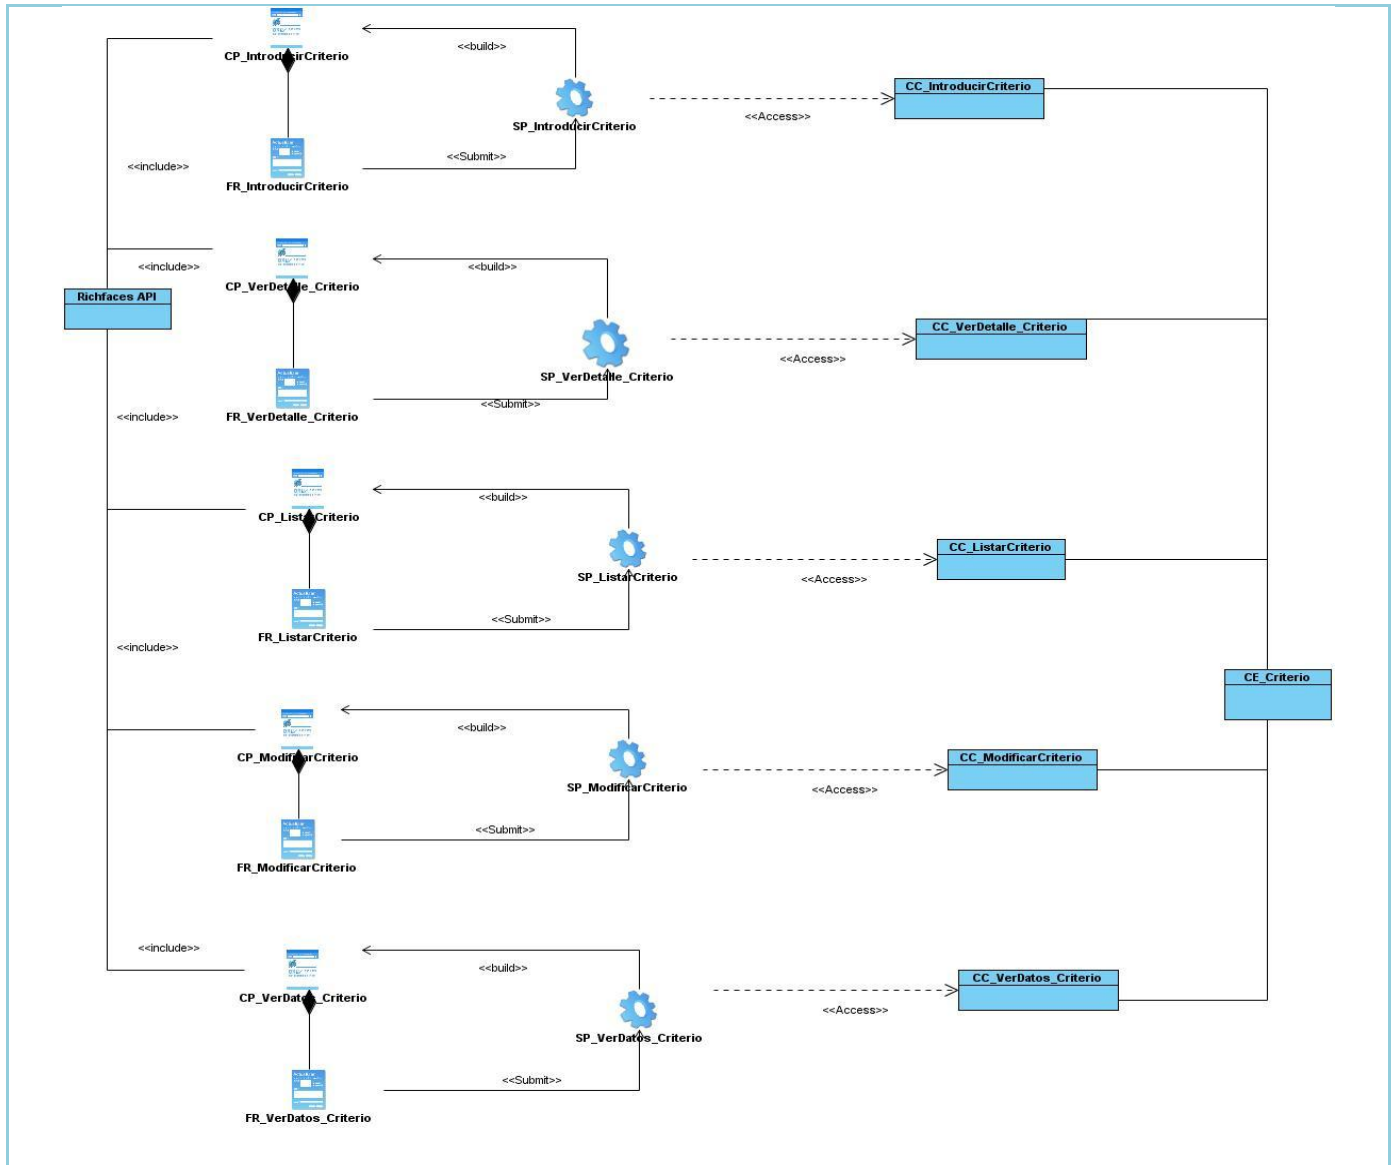 CP_IntroducirCriterio
<<build>>
SP_IntroducirCriterio
<<Access>>
CC_IntroducirCriterio
<<include>>
<<Submit>>
FR_IntroducirCriterio
<<include>>
CP_VerDetalle_Criterio
<<build>>
Richfaces API
SP_VerDetalle_Criterio
<<Access>>
CC_VerDetalle_Criterio
<<include>>
FR_VerDetalle_Criterio
<<Submit>>
CP_ListarCriterio
<<build>>
SP_ListarCriterio
<<Access>>
CC_ListarCriterio
<<include>>
FR_ListarCriterio
<<Submit>>
CE_Criterio
CP_ModificarCriterio
<<build>>
SP_ModificarCriterio
<<Access>>
CC_ModificarCriterio
<<Submit>>
FR_ModificarCriterio
<<include>>
CP_VerDatos_Criterio
<<build>>
SP_VerDatos_Criterio
<<Access>>
CC_VerDatos_Criterio
<<Submit>>
FR_VerDatos_Criterio